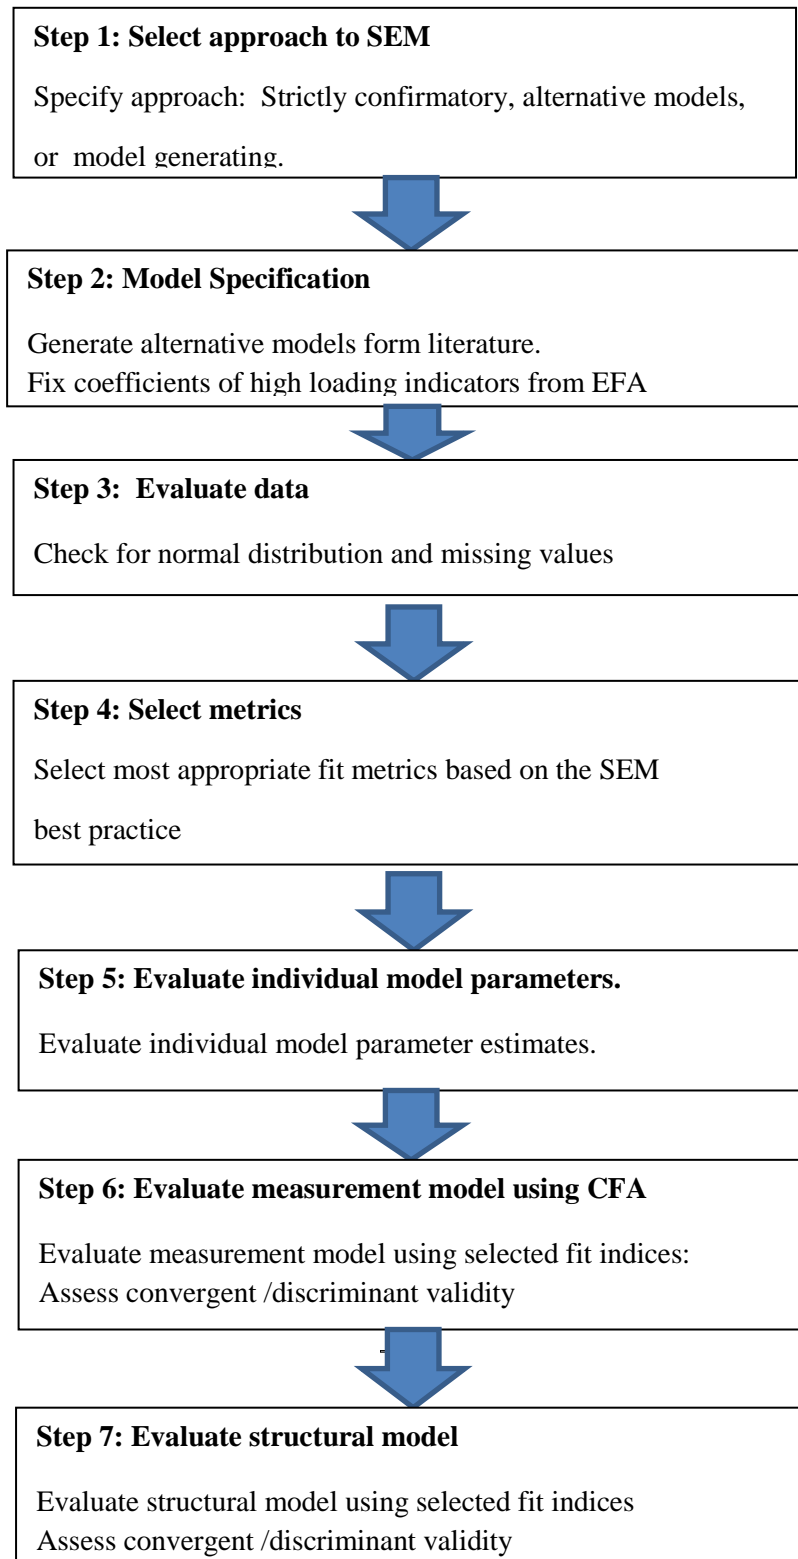 Step 1: Select approach to SEM
Specify approach:  Strictly confirmatory, alternative models,
or  model generating.
Step 2: Model Specification
Generate alternative models form literature.
Fix coefficients of high loading indicators from EFA
Step 3:  Evaluate data
Check for normal distribution and missing values
Step 4: Select metrics
Select most appropriate fit metrics based on the SEM
best practice
Step 5: Evaluate individual model parameters.
Evaluate individual model parameter estimates.
Step 6: Evaluate measurement model using CFA
Evaluate measurement model using selected fit indices:
Assess convergent /discriminant validity
Step 7: Evaluate structural model
Evaluate structural model using selected fit indices
Assess convergent /discriminant validity